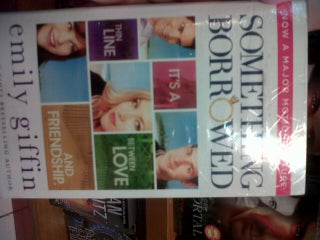 NOW A MAJOR MOTION PICTURE
SOMETHING
BORROWED
IT'S A
THIN
LINE
BETWEEN
LOVE
AND
FRIENDSHIP.
emily giffin
BESTSELLING AUTHOR